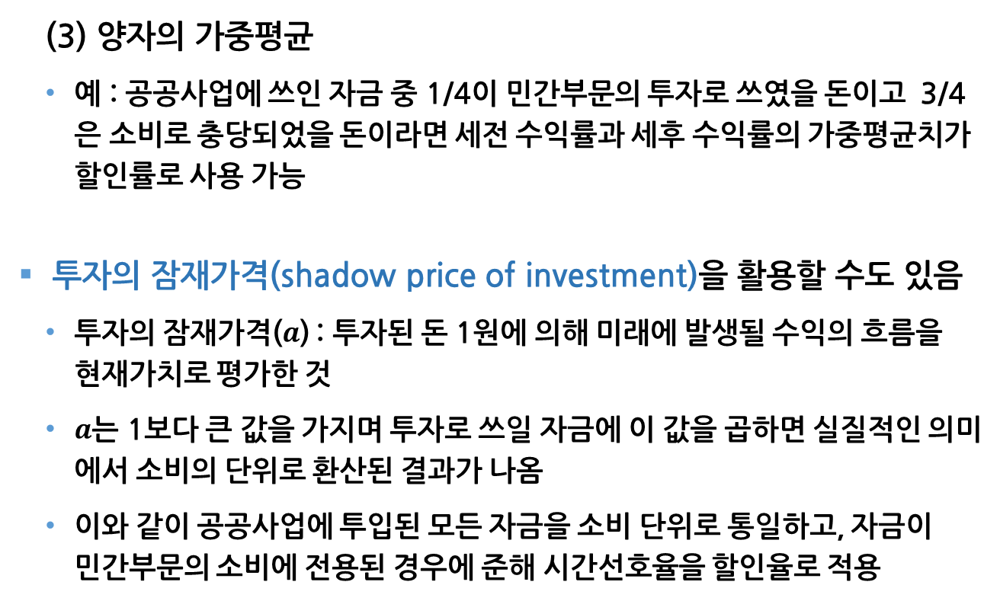 (3) 양자의 가중평균
• 예 : 공공사업에 쓰인 자금 중 1/4이 민간부문의 투자로 쓰였을 돈이고 3/4
은 소비로 충당되었을 돈이라면 세전 수익률과 세후 수익률의 가중평균치가
할인률로 사용 가능
▪ 투자의 잠재가격(shadow price of investment)을 활용할 수도 있음
• 투자의 잠재가격(a) : 투자된 돈 1원에 의해 미래에 발생될 수익의 흐름을
현재가치로 평가한 것
• a는 1보다 큰 값을 가지며 투자로 쓰일 자금에 이 값을 곱하면 실질적인 의미
에서 소비의 단위로 환산된 결과가 나옴
• 이와 같이 공공사업에 투입된 모든 자금을 소비 단위로 통일하고, 자금이
민간부문의 소비에 전용된 경우에 준해 시간선호율을 할인율로 적용